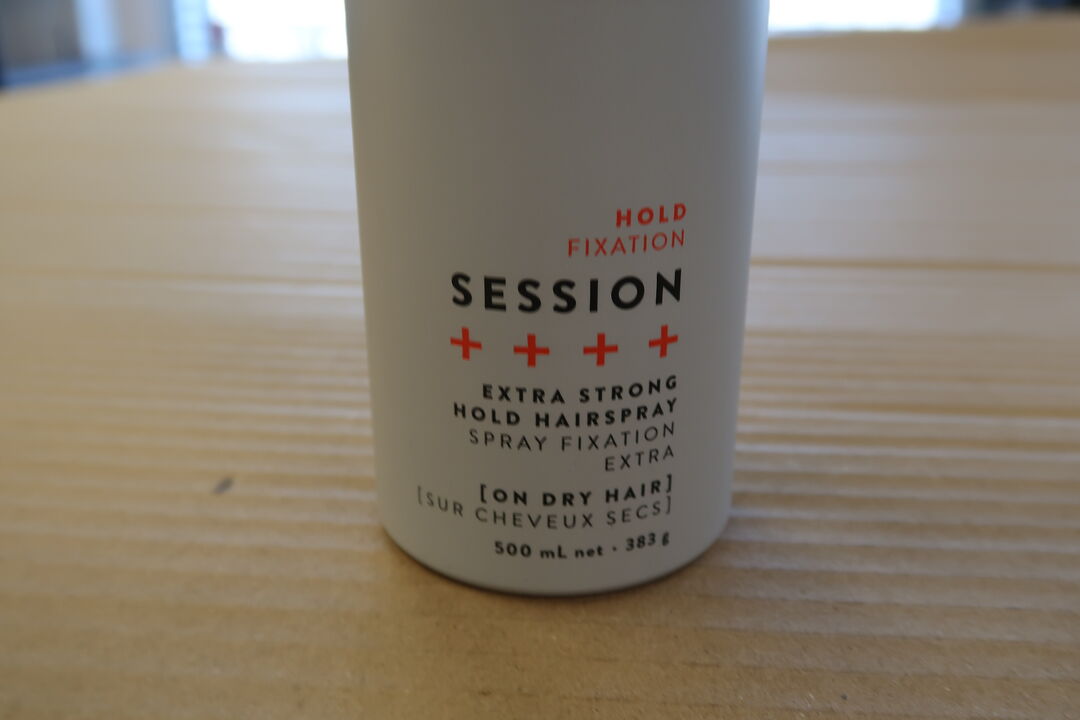 HOLD
FIXATION
SESSION
+ + + +
EXTRA STRONG
HOLD HAIRSPRAY
SPRAY FIXATION
EXTRA
[ON DRY HAIR]
[SUR CHEVEUX SECS]
500 mL net · 383 g